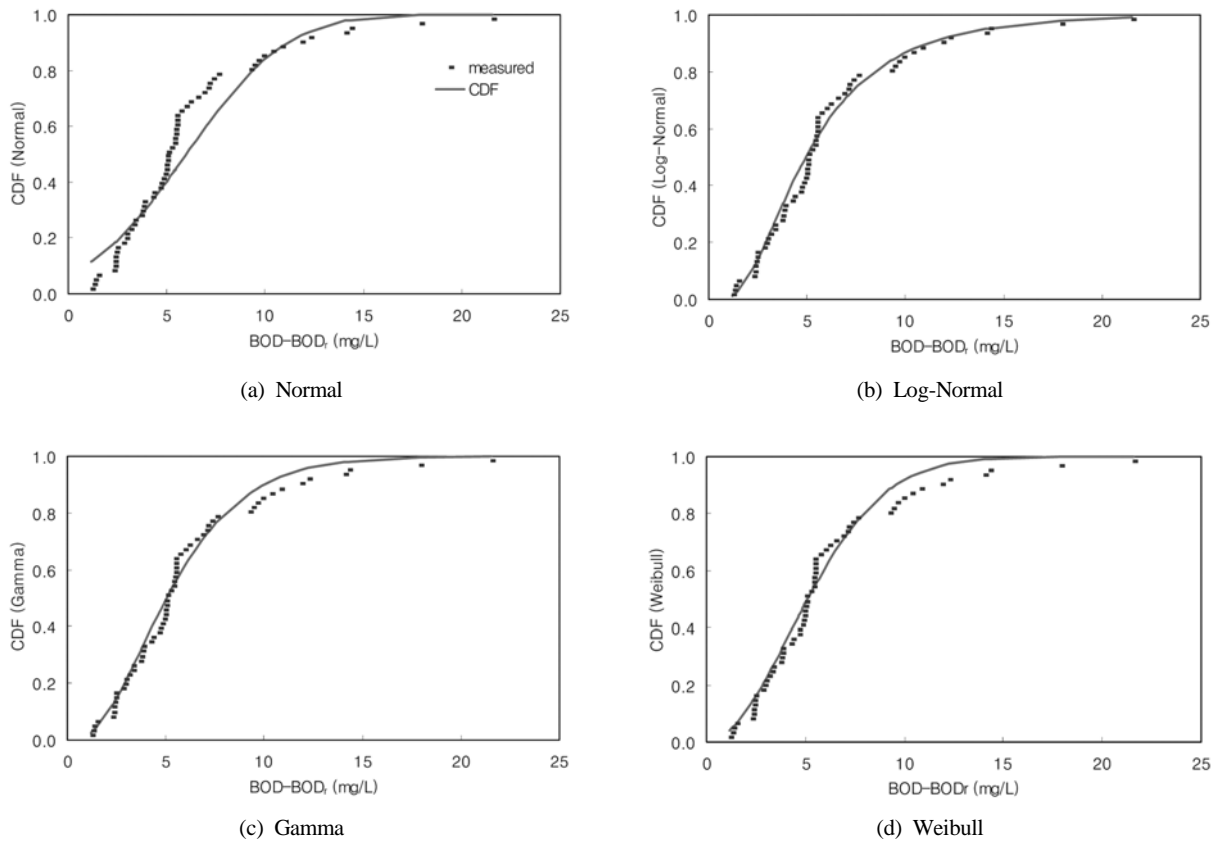 1.0
0.8
0.6
0.4
0.2
0.0
CDF (Normal)
measured
CDF
0 5 10 15 20 25
BOD-BODr (mg/L)
(a) Normal
1.0
0.8
0.6
0.4
0.2
0.0
CDF (Log-Normal)
0 5 10 15 20 25
BOD-BODr (mg/L)
(b) Log-Normal
1.0
0.8
0.6
0.4
0.2
0.0
CDF (Gamma)
0 5 10 15 20 25
BOD-BODr (mg/L)
(c) Gamma
1.0
0.8
0.6
0.4
0.2
0.0
CDF (Weibull)
0 5 10 15 20 25
BOD-BODr (mg/L)
(d) Weibull